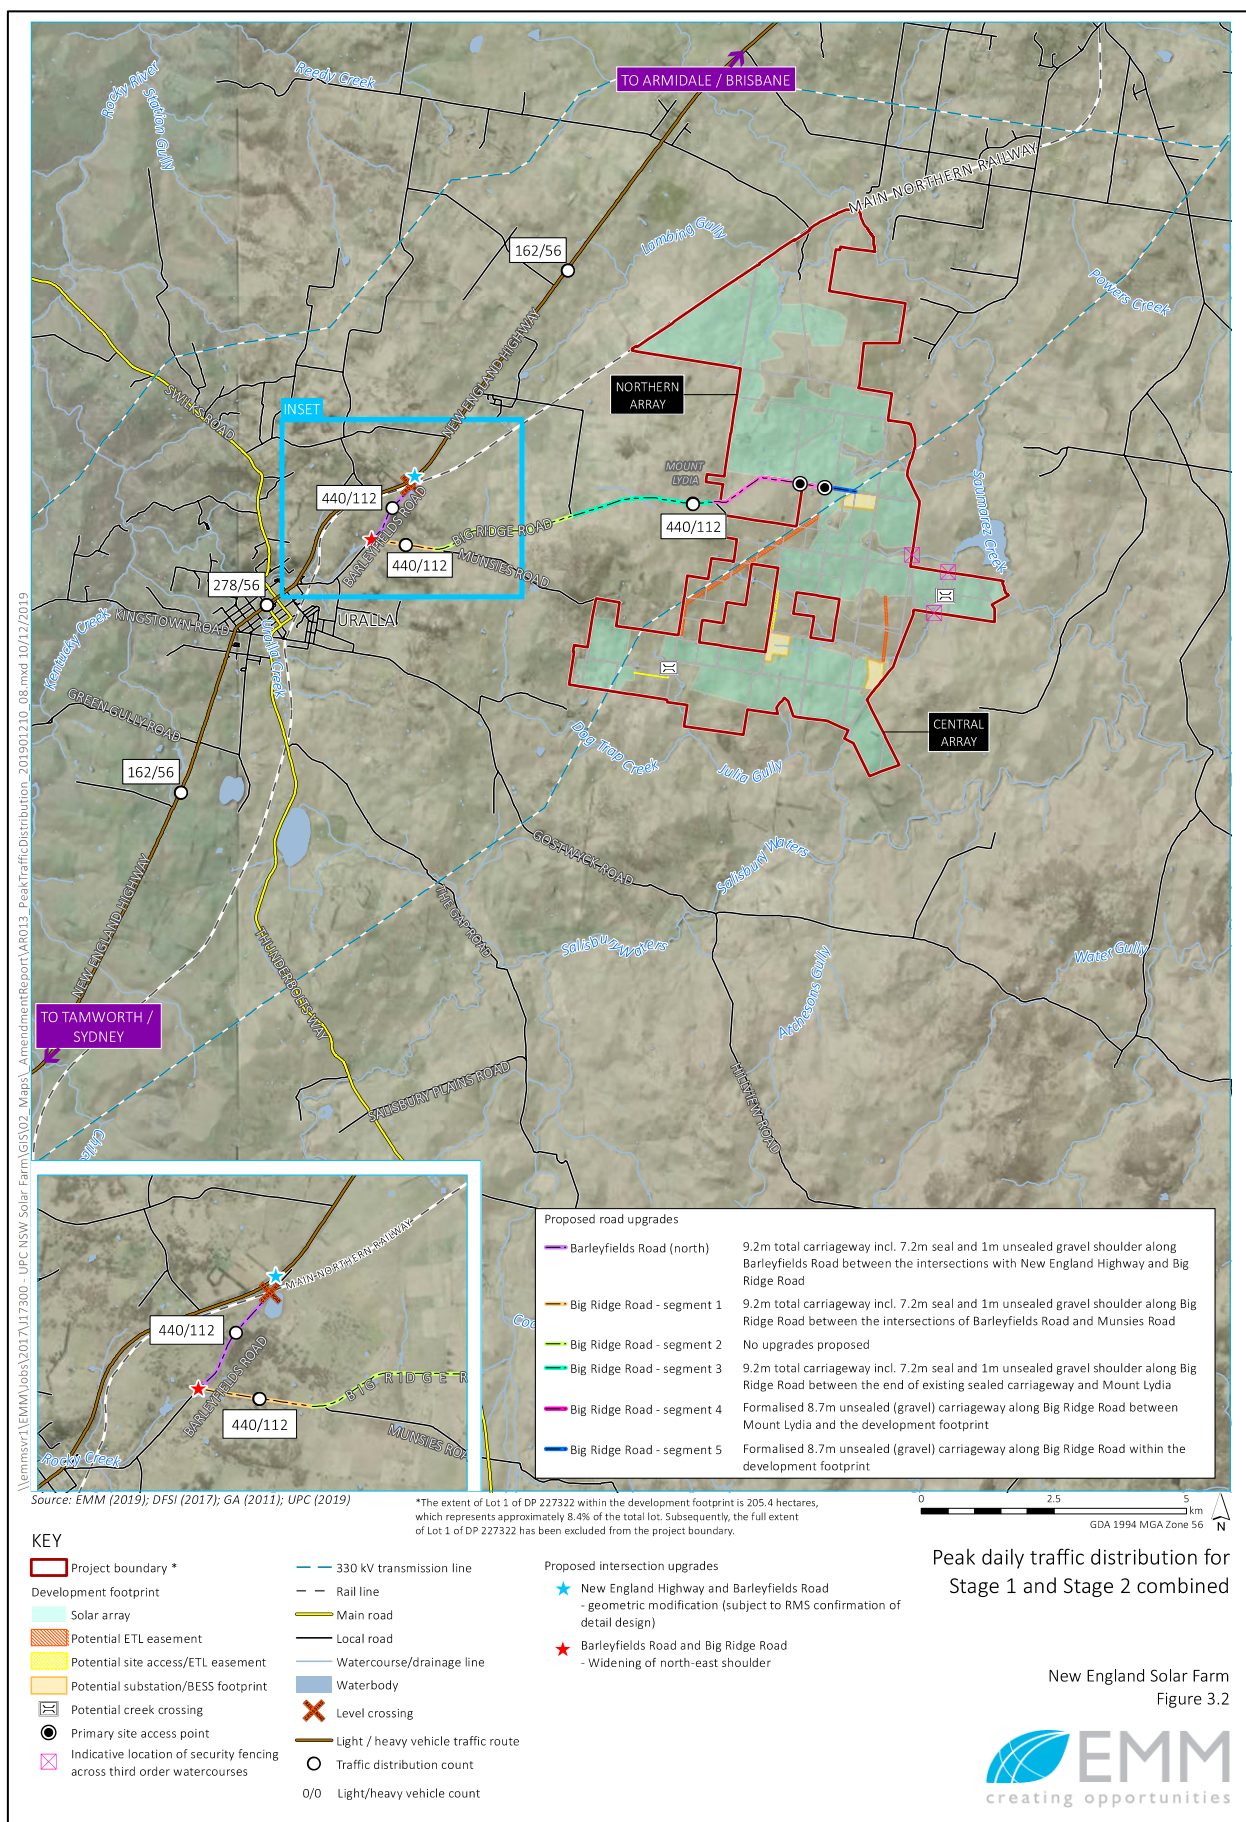 TO ARMIDALE / BRISBANE
Rocky River
Station Gully
Reedy Creek
MAIN NORTHERN RAILWAY
Lambing Gully
162/56
Powers Creek
NEW ENGLAND HIGHWAY
SWILKS ROAD
NORTHERN
ARRAY
INSET
MOUNT
LYDIA
440/112
440/112
BARLEYFIELDS ROAD
BIG RIDGE ROAD
MUNSIES ROAD
440/112
Saumarez Creek
278/56
KINGSTOWN ROAD
URALLA
Uralla Creek
Kentucky Creek
GREEN GULLY ROAD
162/56
Dog Trap Creek
Julia Gully
CENTRAL
ARRAY
GOSTWYCK ROAD
Salisbury Waters
THE GAP ROAD
Salisbury Waters
NEW ENGLAND HIGHWAY
THUNDERBOLTS WAY
Aitchesons Gully
Water Gully
TO TAMWORTH /
SYDNEY
SALISBURY PLAINS ROAD
HILLVIEW ROAD
MAIN NORTHERN RAILWAY
440/112
BARLEYFIELDS ROAD
BIG RIDGE R
440/112
MUNSIES ROA
Rocky Creek
\\emmsvr1\EMM\Jobs\2017\J17300 - UPC NSW Solar Farm\GIS\02_Maps\_AmendmentReport\AR013_PeakTrafficDistribution_201901210_08.mxd 10/12/2019
Proposed road upgrades
Barleyfields Road (north)
9.2m total carriageway incl. 7.2m seal and 1m unsealed gravel shoulder along
Barleyfields Road between the intersections with New England Highway and Big
Ridge Road
Big Ridge Road - segment 1
9.2m total carriageway incl. 7.2m seal and 1m unsealed gravel shoulder along Big
Ridge Road between the intersections of Barleyfields Road and Munsies Road
Big Ridge Road - segment 2
No upgrades proposed
Big Ridge Road - segment 3
9.2m total carriageway incl. 7.2m seal and 1m unsealed gravel shoulder along Big
Ridge Road between the end of existing sealed carriageway and Mount Lydia
Big Ridge Road - segment 4
Formalised 8.7m unsealed (gravel) carriageway along Big Ridge Road between
Mount Lydia and the development footprint
Big Ridge Road - segment 5
Formalised 8.7m unsealed (gravel) carriageway along Big Ridge Road within the
development footprint
Source: EMM (2019); DFSI (2017); GA (2011); UPC (2019)
*The extent of Lot 1 of DP 227322 within the development footprint is 205.4 hectares,
which represents approximately 8.4% of the total lot. Subsequently, the full extent
of Lot 1 of DP 227322 has been excluded from the project boundary.
0 2.5 5
km
GDA 1994 MGA Zone 56
N
KEY
Project boundary *
Development footprint
Solar array
Potential ETL easement
Potential site access/ETL easement
Potential substation/BESS footprint
Potential creek crossing
Primary site access point
Indicative location of security fencing
across third order watercourses
330 kV transmission line
Rail line
Main road
Local road
Watercourse/drainage line
Waterbody
Level crossing
Light / heavy vehicle traffic route
Traffic distribution count
0/0 Light/heavy vehicle count
Proposed intersection upgrades
New England Highway and Barleyfields Road
- geometric modification (subject to RMS confirmation of
detail design)
Barleyfields Road and Big Ridge Road
- Widening of north-east shoulder
Peak daily traffic distribution for
Stage 1 and Stage 2 combined
New England Solar Farm
Figure 3.2
EMM
creating opportunities